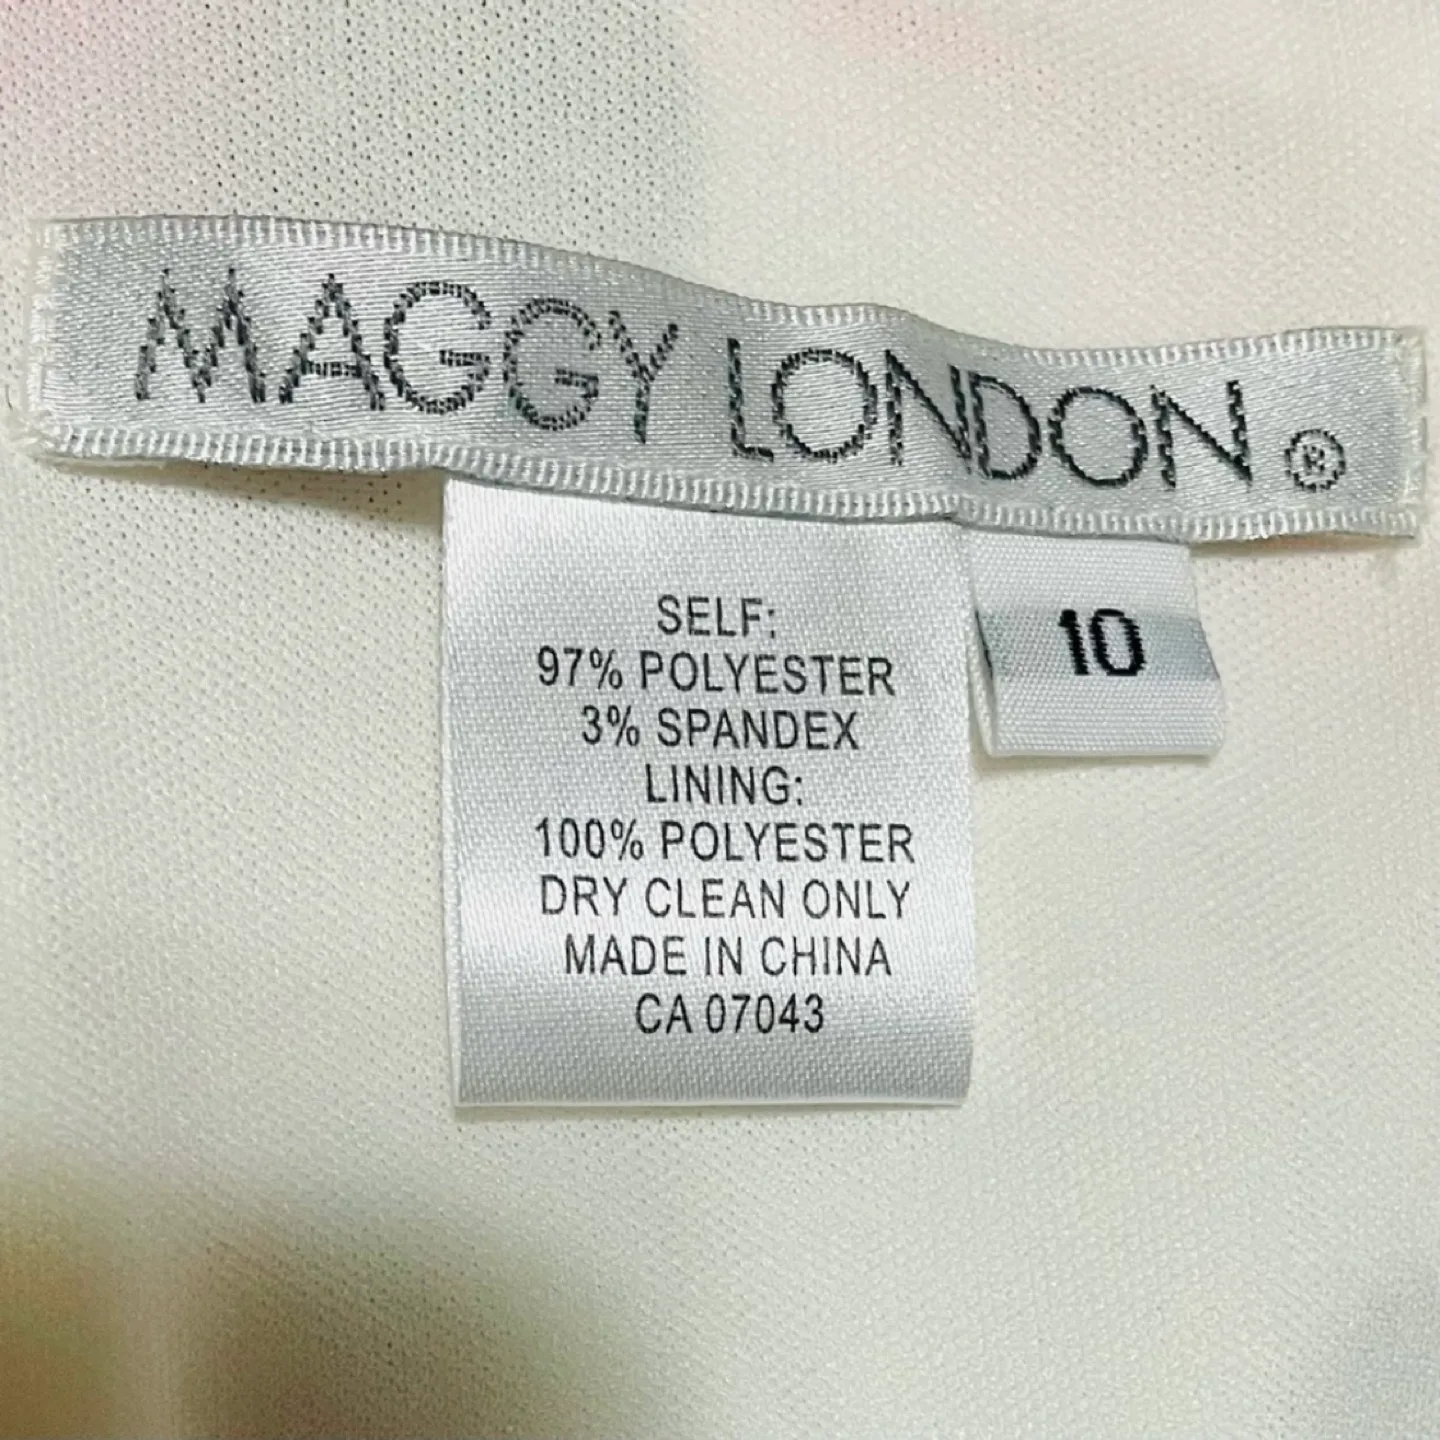 MAGGY LONDON ®
10
SELF:
97% POLYESTER
3% SPANDEX
LINING:
100% POLYESTER
DRY CLEAN ONLY
MADE IN CHINA
CA 07043